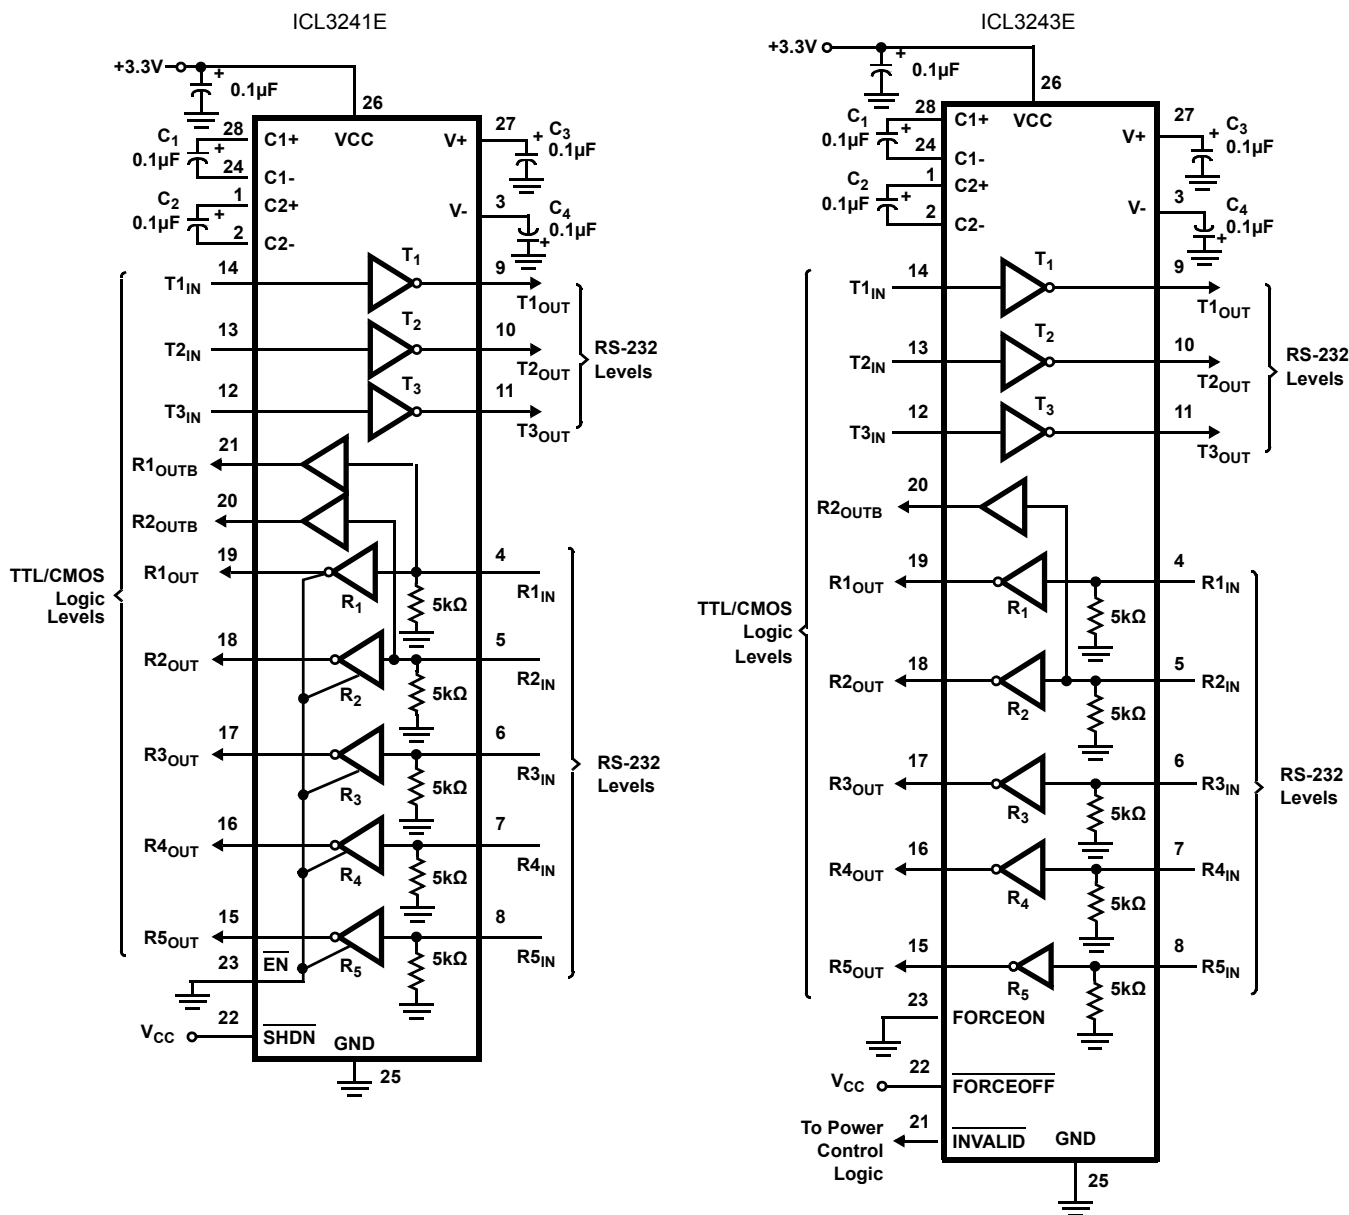 ICL3241E
+3.3V
+
0.1µF
26
VCC
C1
0.1µF
28
+
24
C1+
C1-
C2
0.1µF
1
+
2
C2+
C2-
V+
27
+
C3
0.1µF
V-
3
C4
0.1µF
+
T1IN
14
T1
9
T1OUT
T2IN
13
T2
10
T2OUT
T3IN
12
T3
11
T3OUT
RS-232
Levels
R1OUTB
21
R2OUTB
20
R1OUT
19
R1
4
R1IN
5kΩ
TTL/CMOS
Logic
Levels
R2OUT
18
R2
5
R2IN
5kΩ
R3OUT
17
R3
6
R3IN
5kΩ
RS-232
Levels
R4OUT
16
R4
7
R4IN
5kΩ
R5OUT
15
R5
8
R5IN
5kΩ
23
EN
VCC
22
SHDN
GND
25
ICL3243E
+3.3V
+
0.1µF
26
VCC
C1
0.1µF
28
+
24
C1+
C1-
C2
0.1µF
1
+
2
C2+
C2-
V+
27
+
C3
0.1µF
V-
3
C4
0.1µF
+
T1IN
14
T1
9
T1OUT
T2IN
13
T2
10
T2OUT
T3IN
12
T3
11
T3OUT
RS-232
Levels
R2OUTB
20
R1OUT
19
R1
4
R1IN
5kΩ
TTL/CMOS
Logic
Levels
R2OUT
18
R2
5
R2IN
5kΩ
R3OUT
17
R3
6
R3IN
5kΩ
RS-232
Levels
R4OUT
16
R4
7
R4IN
5kΩ
R5OUT
15
R5
8
R5IN
5kΩ
23
FORCEON
VCC
22
FORCEOFF
To Power
Control
Logic
21
INVALID
GND
25